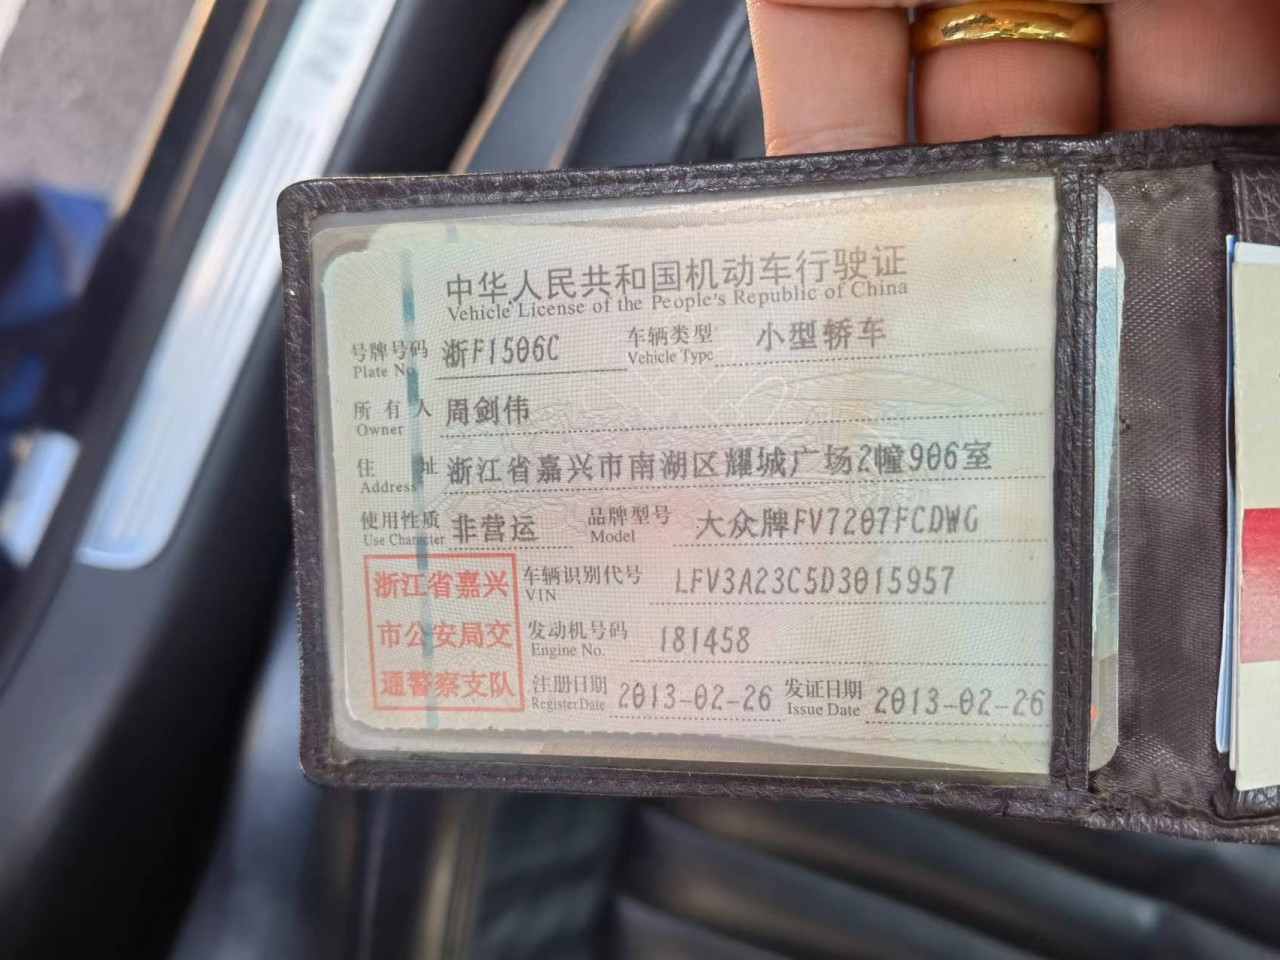 中华人民共和国机动车行驶证
Vehicle License of the People's Republic of China
号牌号码 浙F1506C 车辆类型 小型轿车
Plate No. Vehicle Type
所有人 周剑伟
Owner
住址 浙江省嘉兴市南湖区耀城广场2幢906室
Address
使用性质 非营运 品牌型号 大众牌FV7207FCDWG
Use Character Model
浙江省嘉兴
市公安局交
通警察支队
车辆识别代号 LFV3A23C5D3015957
VIN
发动机号码 181458
Engine No.
注册日期 2013-02-26 发证日期 2013-02-26
Register Date Issue Date